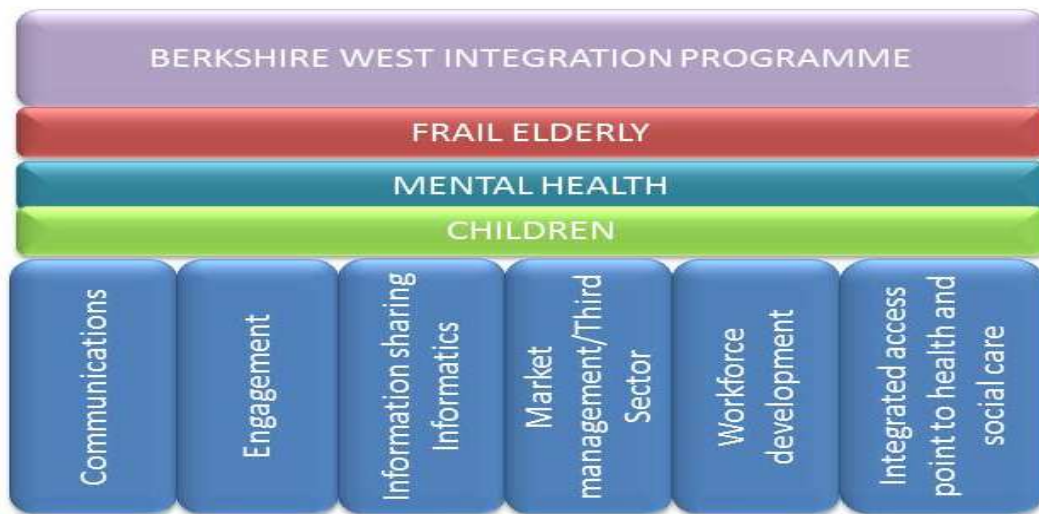 BERKSHIRE WEST INTEGRATION PROGRAMME
FRAIL ELDERLY
MENTAL HEALTH
CHILDREN
Communications
Engagement
Information sharing
Informatics
Market
management/Third
Sector
Workforce
development
Integrated access
point to health and
social care